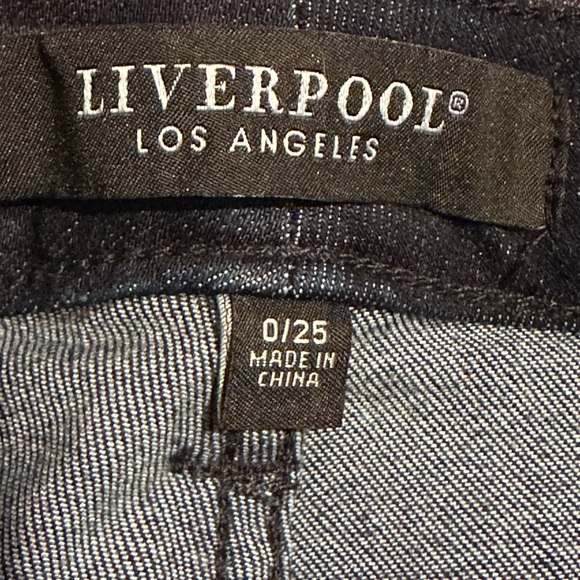 LIVERPOOL®
LOS ANGELES
0/25
MADE IN
CHINA